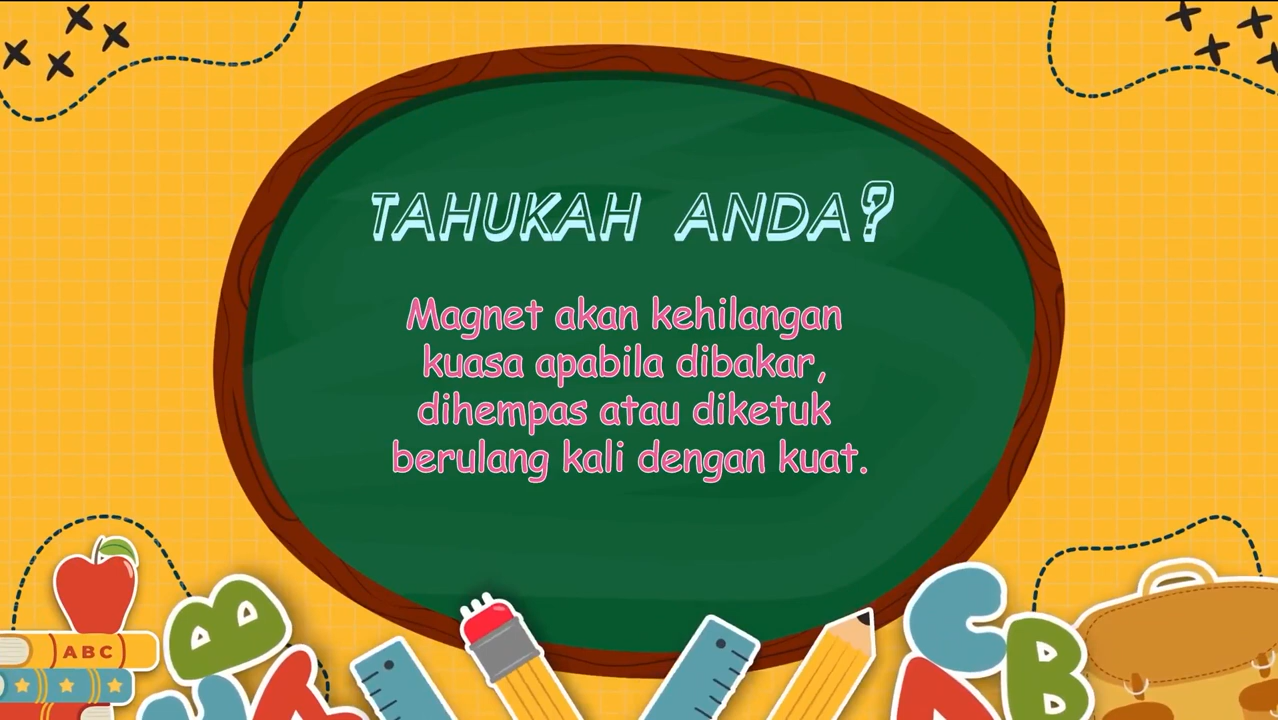 TAHUKAH ANDA?
Magnet akan kehilangan
kuasa apabila dibakar,
dihempas atau diketuk
berulang kali dengan kuat.
ABC
B
A
C
B
A